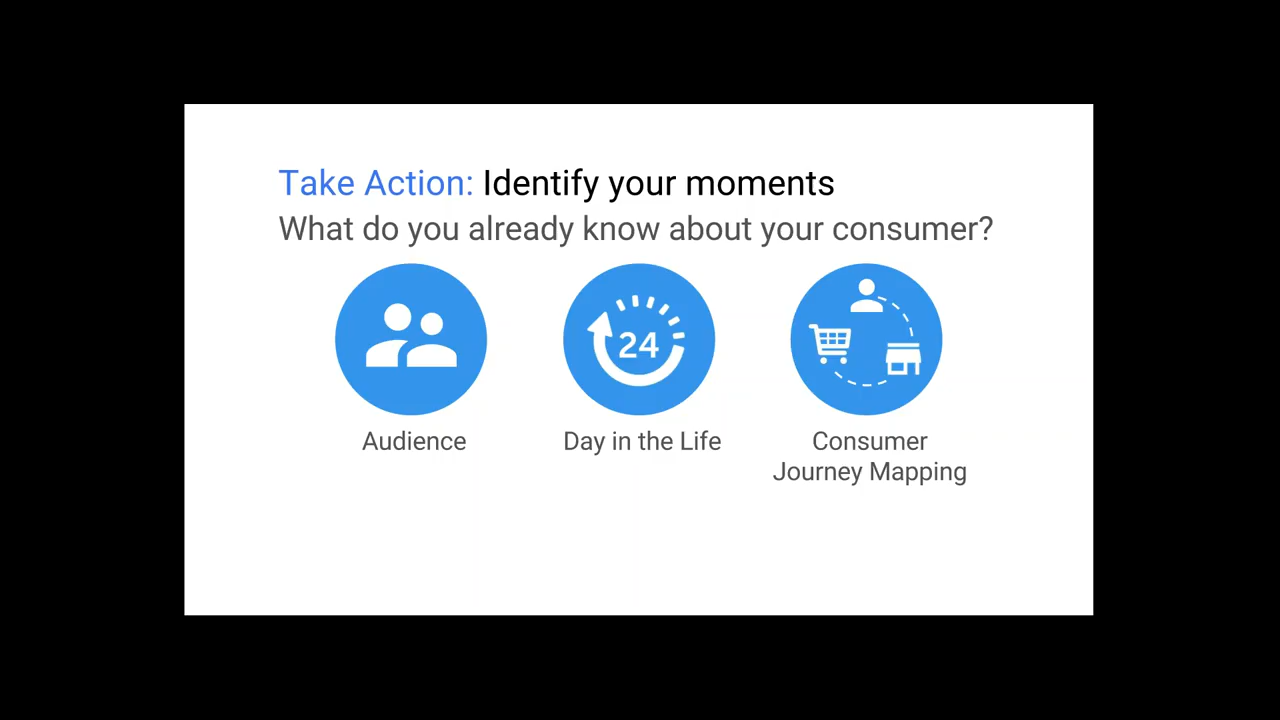 Take Action: Identify your moments
What do you already know about your consumer?
24
Audience
Day in the Life
Consumer
Journey Mapping